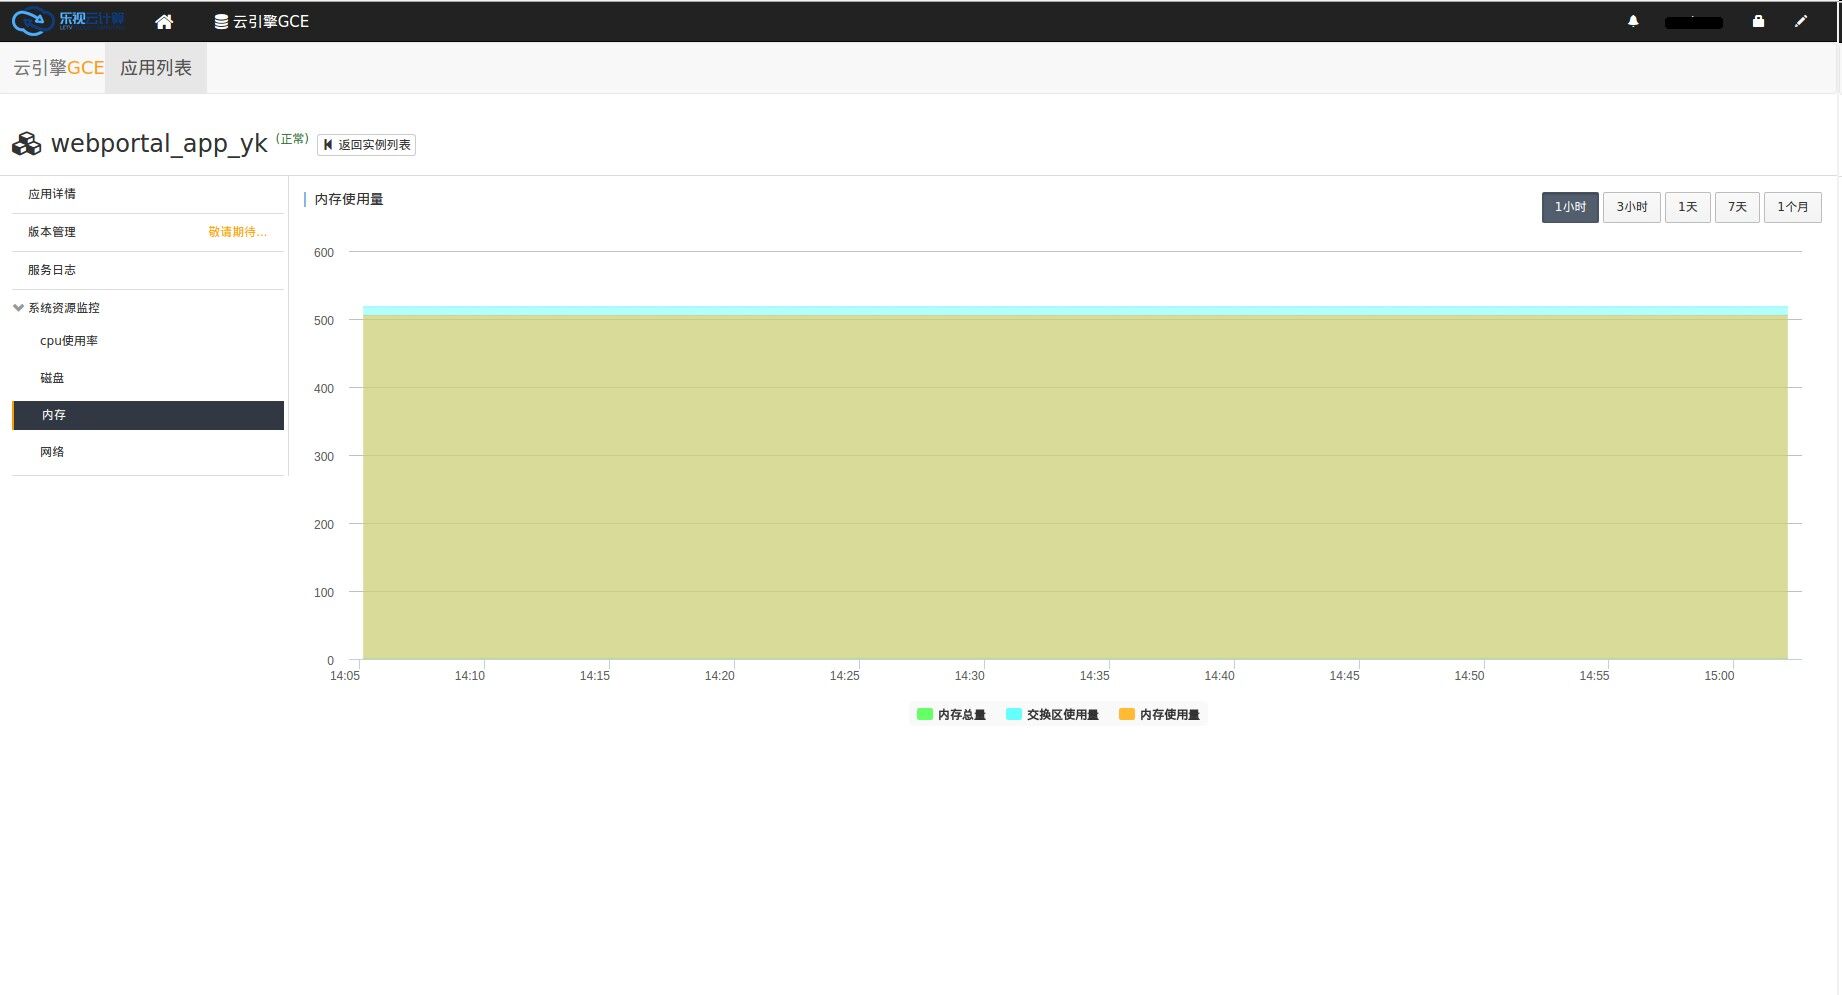 乐视云计算 云引擎GCE
云引擎GCE 应用列表
webportal_app_yk (正常) 返回实例列表
应用详情
版本管理 敬请期待...
服务日志
系统资源监控
cpu使用率
磁盘
内存
网络
内存使用量
1小时 3小时 1天 7天 1个月
600
500
400
300
200
100
0
14:05 14:10 14:15 14:20 14:25 14:30 14:35 14:40 14:45 14:50 14:55 15:00
内存总量 交换区使用量 内存使用量